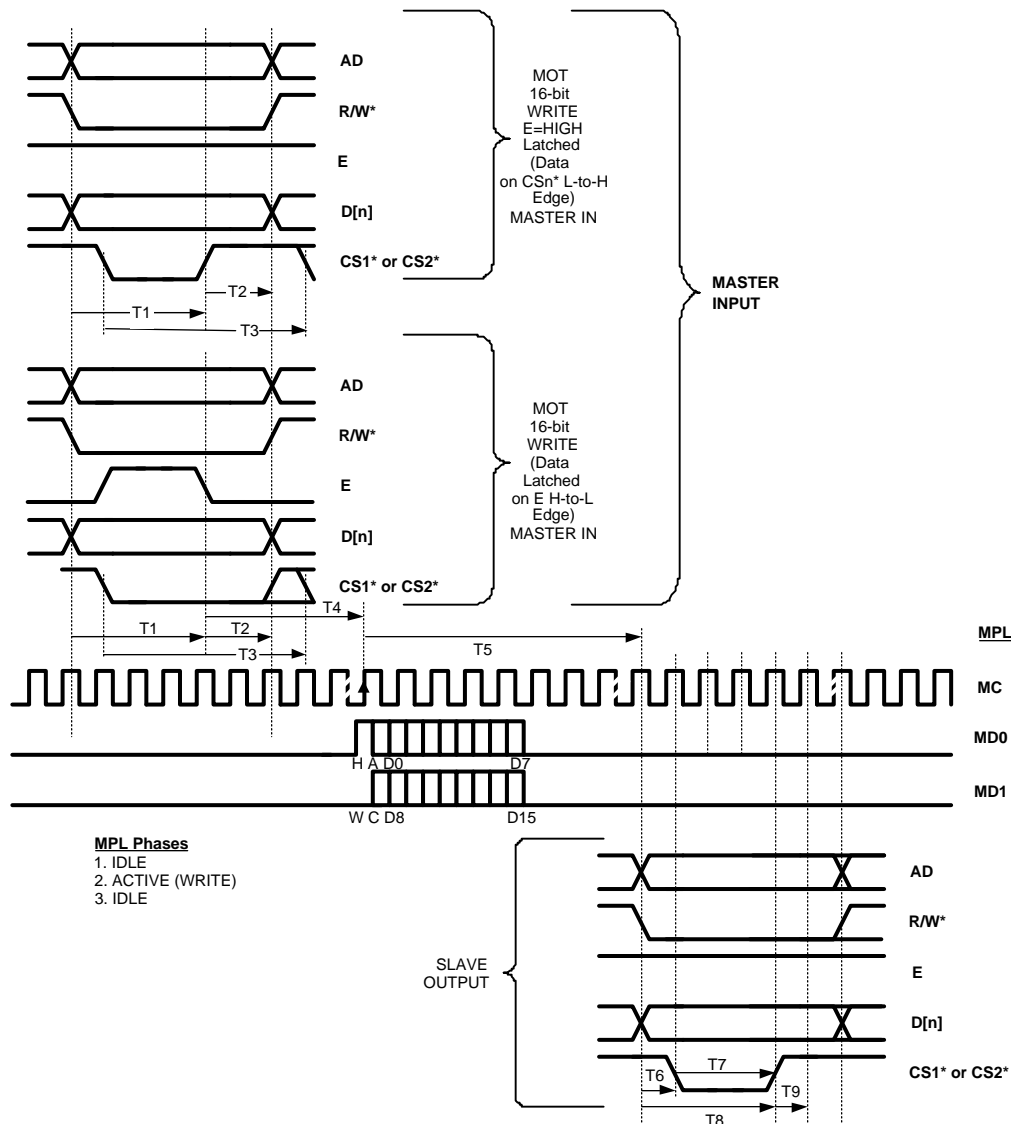 AD
R/W*
E
D[n]
CS1* or CS2*
T2
T1
T3
MOT
16-bit
WRITE
E=HIGH
Latched
(Data
on CSn* L-to-H
Edge)
MASTER IN
MASTER
INPUT
AD
R/W*
E
D[n]
CS1* or CS2*
MOT
16-bit
WRITE
(Data
Latched
on E H-to-L
Edge)
MASTER IN
T4
T1
T2
T3
T5
MPL
MC
MD0
H A D0
D7
MD1
W C D8
D15
MPL Phases
1. IDLE
2. ACTIVE (WRITE)
3. IDLE
SLAVE
OUTPUT
AD
R/W*
E
D[n]
CS1* or CS2*
T7
T6
T9
T8